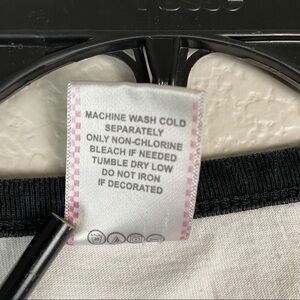 MACHINE WASH COLD
SEPARATELY
ONLY NON-CHLORINE
BLEACH IF NEEDED
TUMBLE DRY LOW
DO NOT IRON
IF DECORATED